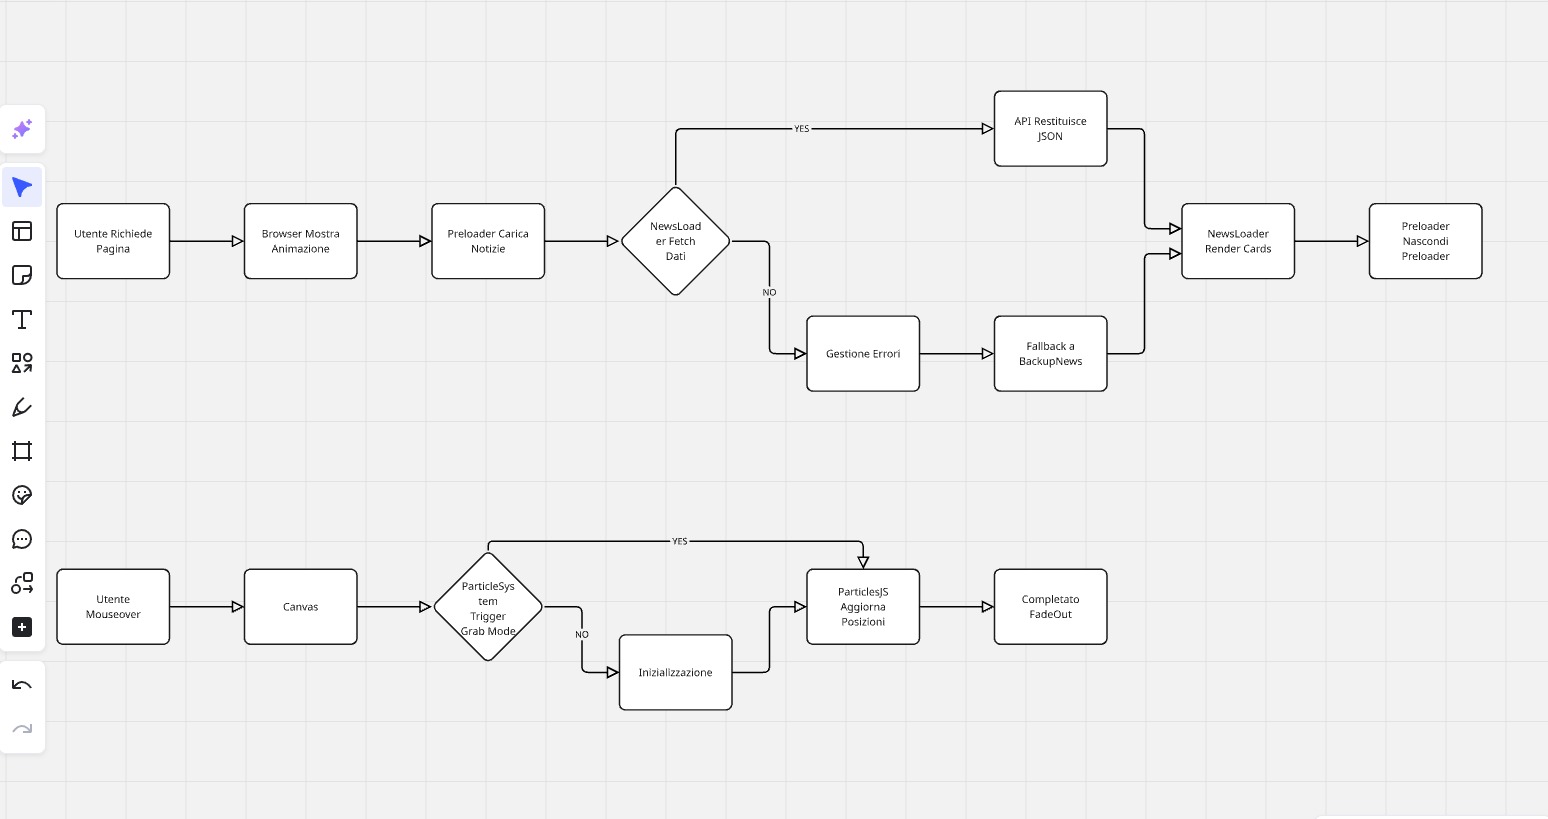 Utente Richiede
Pagina
Browser Mostra
Animazione
Preloader Carica
Notizie
NewsLoad
er Fetch
Dati
YES
API Restituisce
JSON
NO
Gestione Errori
Fallback a
BackupNews
NewsLoader
Render Cards
Preloader
Nascondi
Preloader
Utente
Mouseover
Canvas
ParticleSys
tem
Trigger
Grab Mode
YES
NO
Inizializzazione
ParticlesJS
Aggiorna
Posizioni
Completato
FadeOut